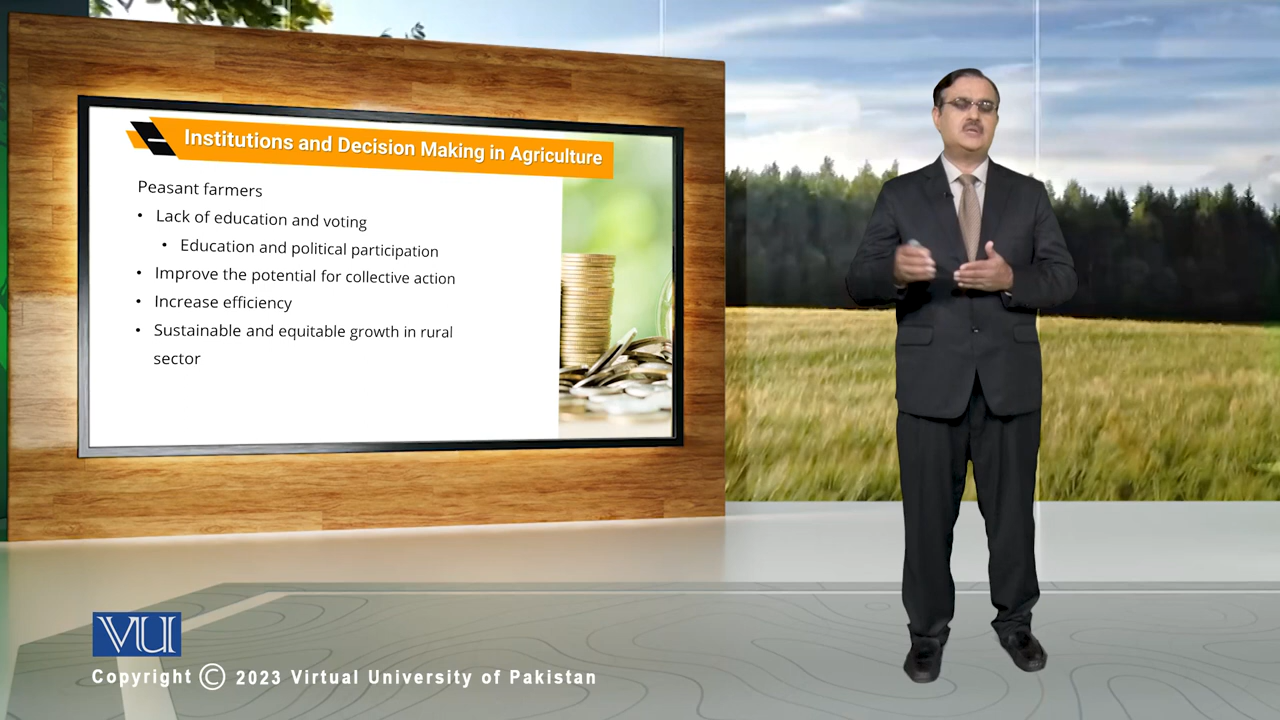 Institutions and Decision Making in Agriculture
Peasant farmers
• Lack of education and voting
• Education and political participation
• Improve the potential for collective action
• Increase efficiency
• Sustainable and equitable growth in rural
sector
VU
Copyright © 2023 Virtual University of Pakistan